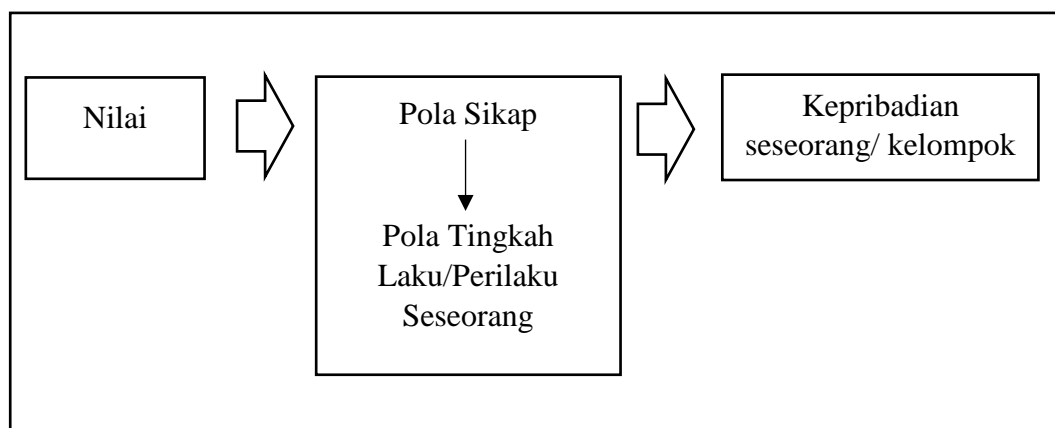 Nilai
Pola Sikap
Pola Tingkah
Laku/Perilaku
Seseorang
Kepribadian
seseorang/ kelompok